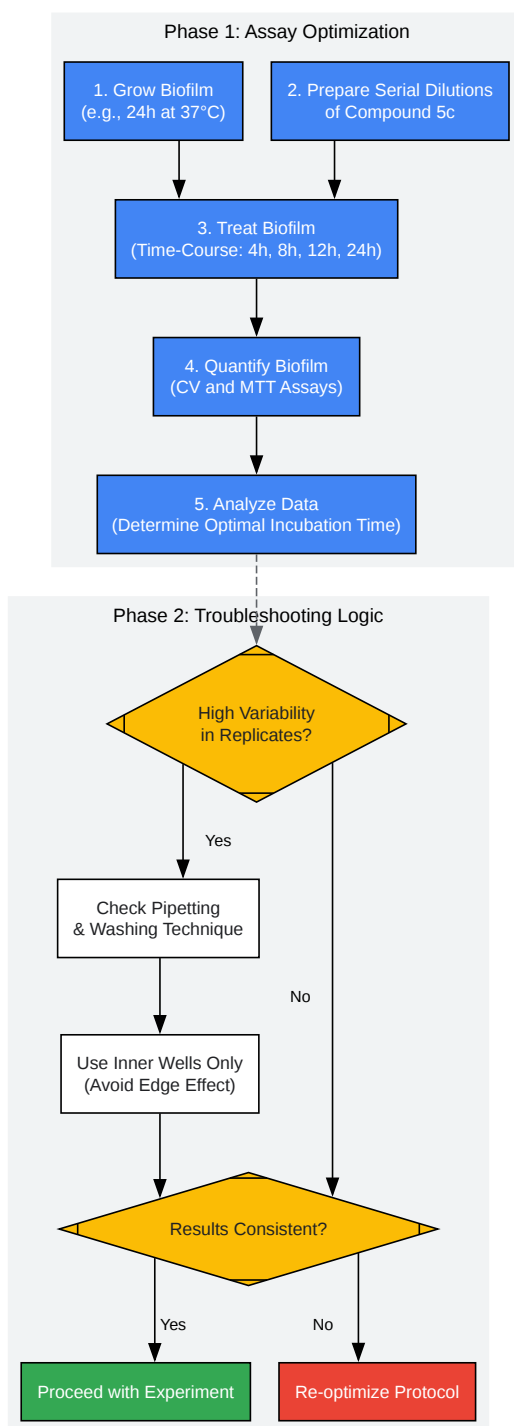 Phase 1: Assay Optimization
1. Grow Biofilm
(e.g., 24h at 37°C)
2. Prepare Serial Dilutions
of Compound 5c
3. Treat Biofilm
(Time-Course: 4h, 8h, 12h, 24h)
4. Quantify Biofilm
(CV and MTT Assays)
5. Analyze Data
(Determine Optimal Incubation Time)
Phase 2: Troubleshooting Logic
High Variability
in Replicates?
Yes
Check Pipetting
& Washing Technique
No
Use Inner Wells Only
(Avoid Edge Effect)
Results Consistent?
Yes
No
Proceed with Experiment
Re-optimize Protocol